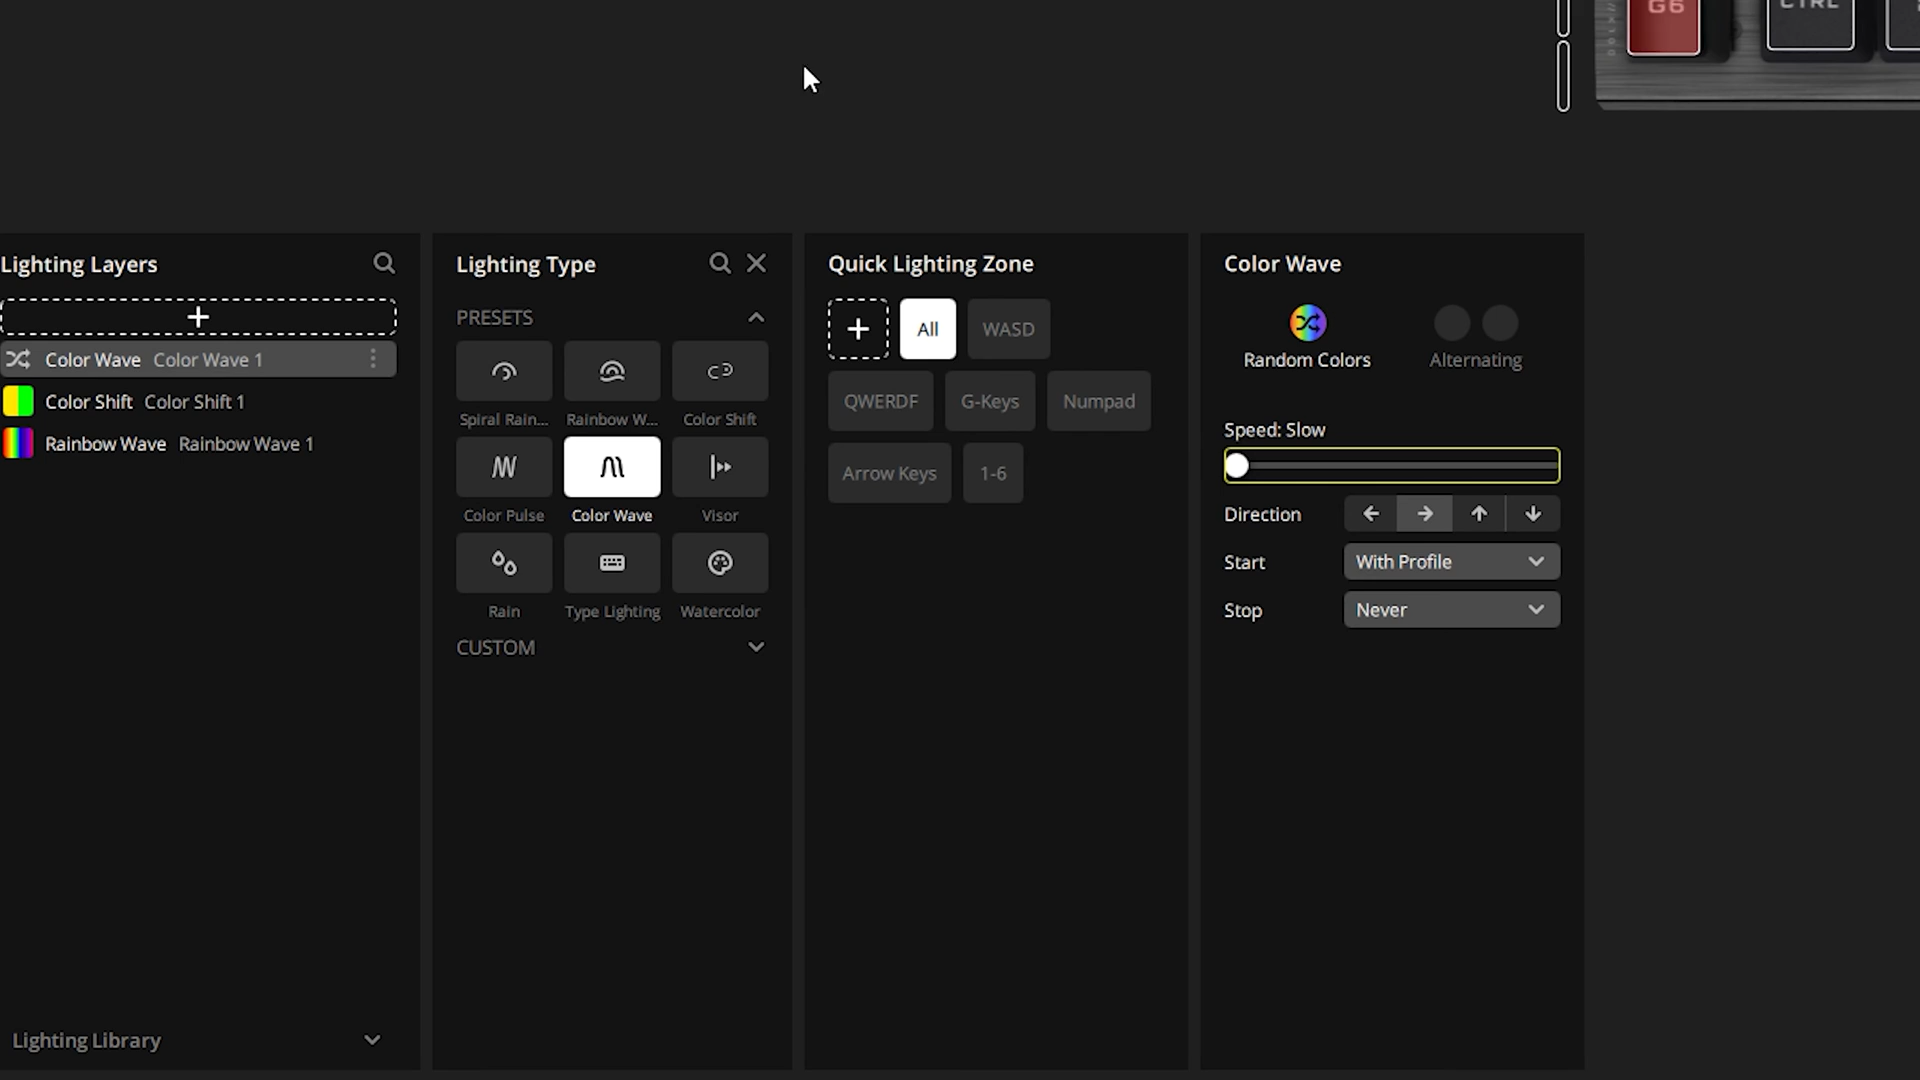 G6
CTRL
Lighting Layers
Color Wave Color Wave 1
Color Shift Color Shift 1
Rainbow Wave Rainbow Wave 1
Lighting Library
Lighting Type
PRESETS
Spiral Rain... Rainbow W... Color Shift
Color Pulse Color Wave Visor
Rain Type Lighting Watercolor
CUSTOM
Quick Lighting Zone
All WASD
QWERDF G-Keys Numpad
Arrow Keys 1-6
Color Wave
Random Colors Alternating
Speed: Slow
Direction
Start With Profile
Stop Never